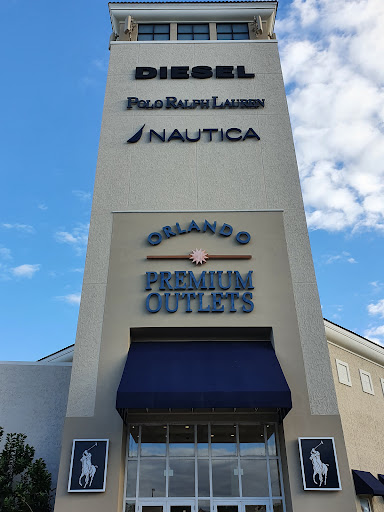 DIESEL
POLO RALPH LAUREN
NAUTICA
ORLANDO
PREMIUM
OUTLETS